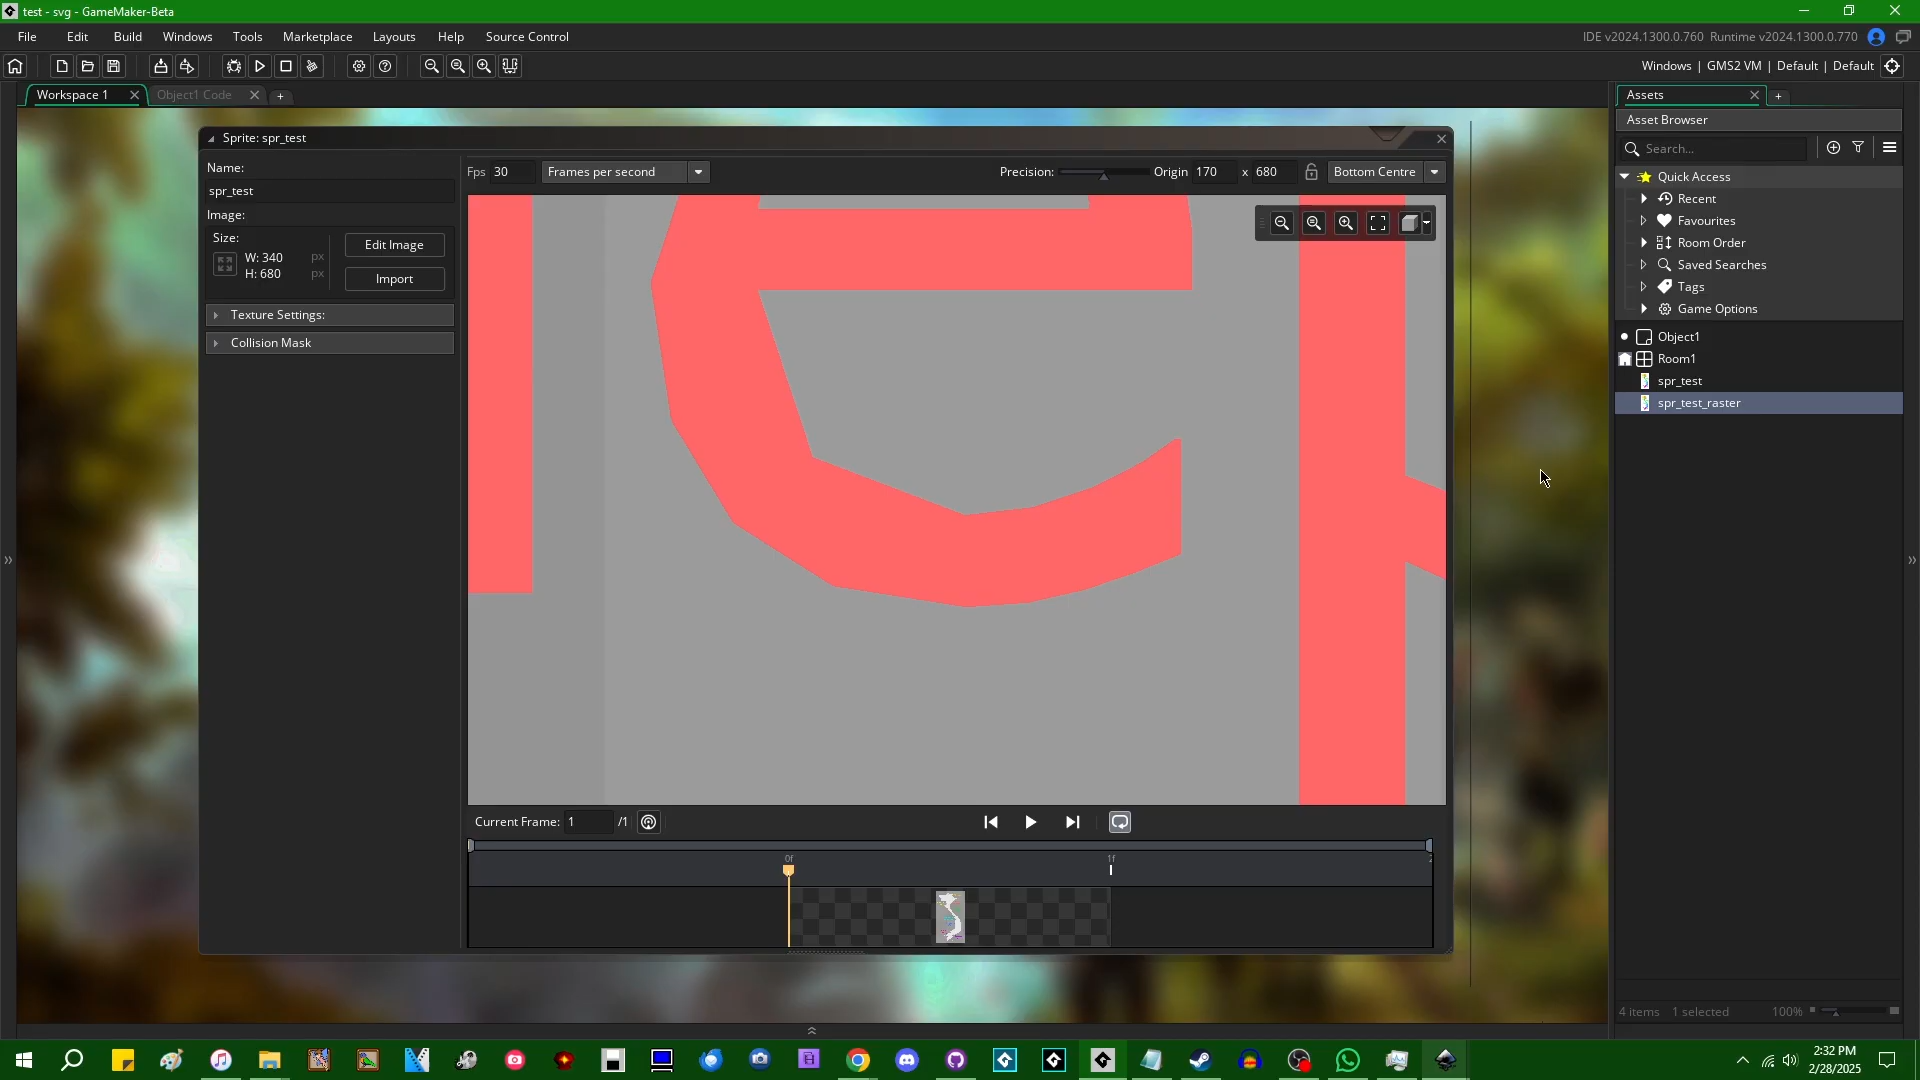 test - svg - GameMaker-Beta
File Edit Build Windows Tools Marketplace Layouts Help Source Control
IDE v2024.1300.0.760 Runtime v2024.1300.0.770
Windows | GMS2 VM | Default | Default
Workspace 1
Object1 Code
Sprite: spr_test
Name:
spr_test
Image:
Size:
W: 340 px
H: 680 px
Edit Image
Import
Texture Settings:
Collision Mask
Fps 30 Frames per second
Precision: Origin 170 x 680 Bottom Centre
e
Current Frame: 1 /1
0f 1f 2
Assets
Asset Browser
Search...
Quick Access
Recent
Favourites
Room Order
Saved Searches
Tags
Game Options
Object1
Room1
spr_test
spr_test_raster
4 items 1 selected 100%
2:32 PM
2/28/2025